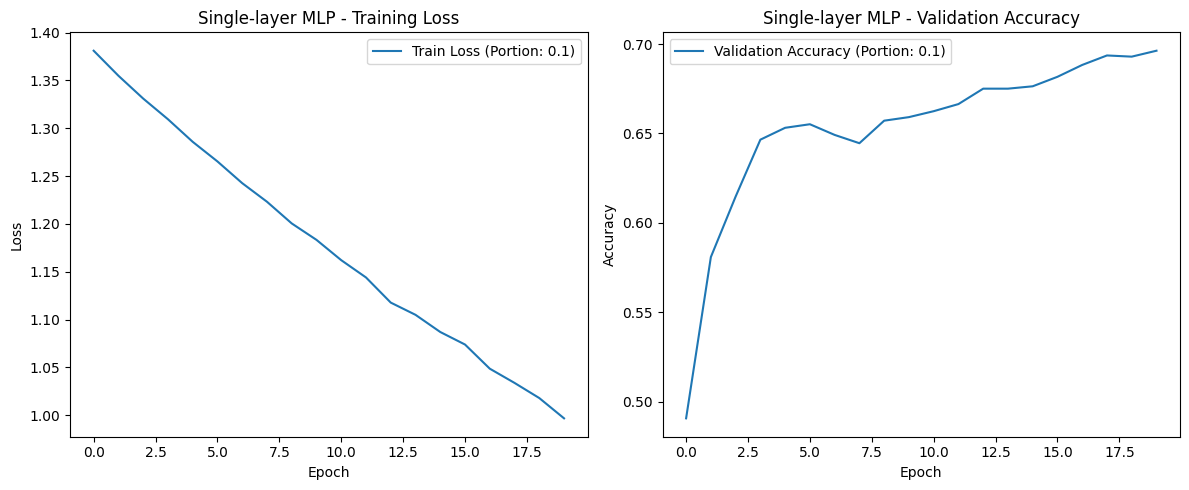 Single-layer MLP - Training Loss
Train Loss (Portion: 0.1)
1.40
1.35
1.30
1.25
1.20
1.15
1.10
1.05
1.00
Loss
0.0 2.5 5.0 7.5 10.0 12.5 15.0 17.5
Epoch
Single-layer MLP - Validation Accuracy
Validation Accuracy (Portion: 0.1)
0.70
0.65
0.60
0.55
0.50
Accuracy
0.0 2.5 5.0 7.5 10.0 12.5 15.0 17.5
Epoch